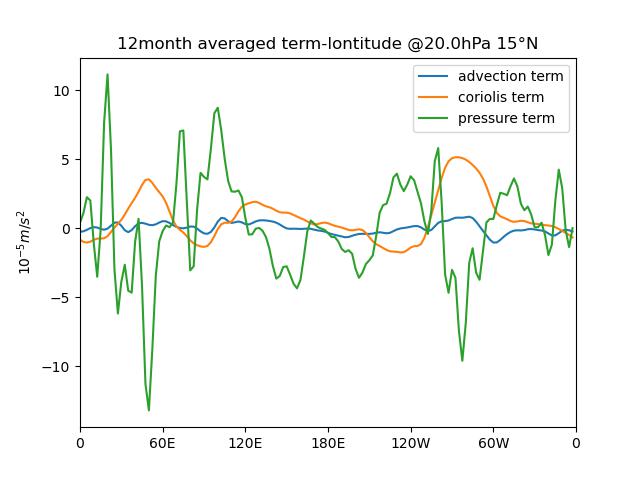 12month averaged term-lontitude @20.0hPa 15°N
advection term
coriolis term
pressure term
10
5
0
−5
−10
10⁻⁵m/s²
0 60E 120E 180E 120W 60W 0